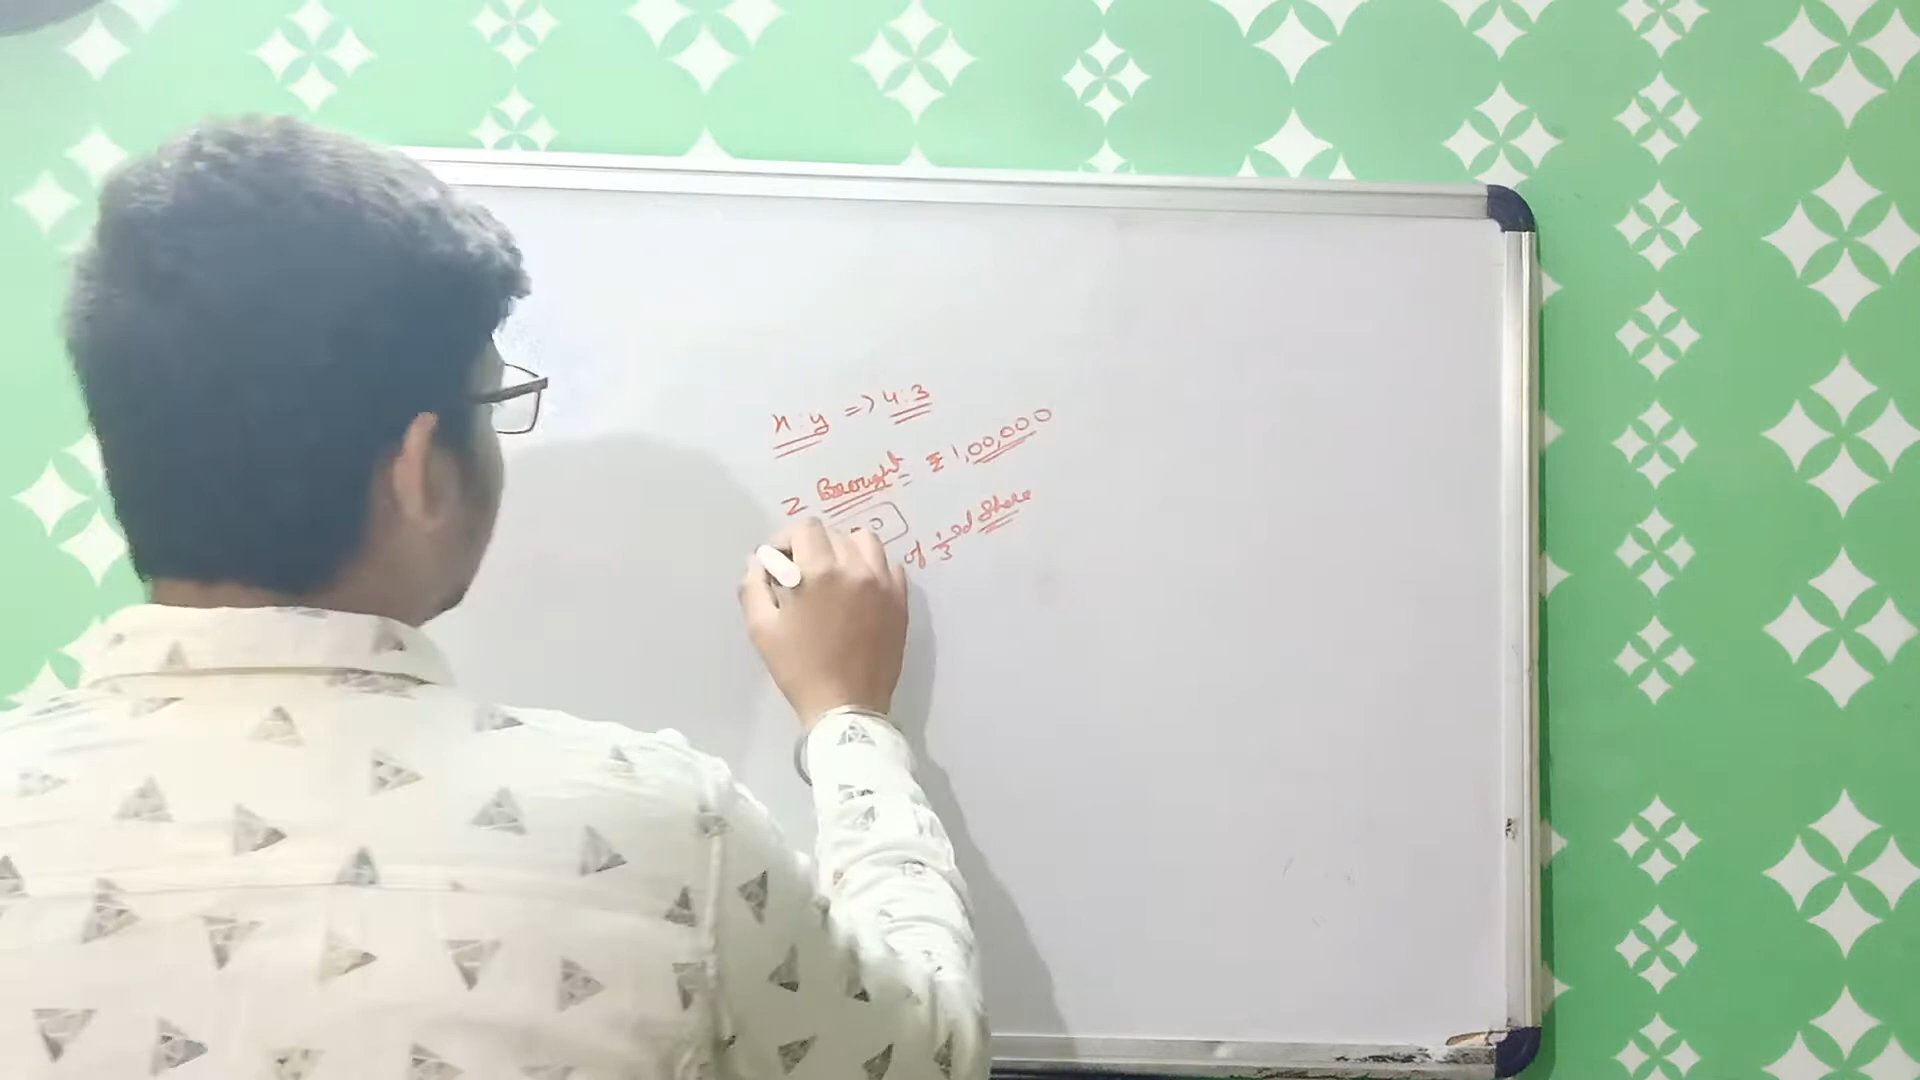 x:y => 4:3
Z Brought = ₹ 1,00,000
of 1/3rd Share